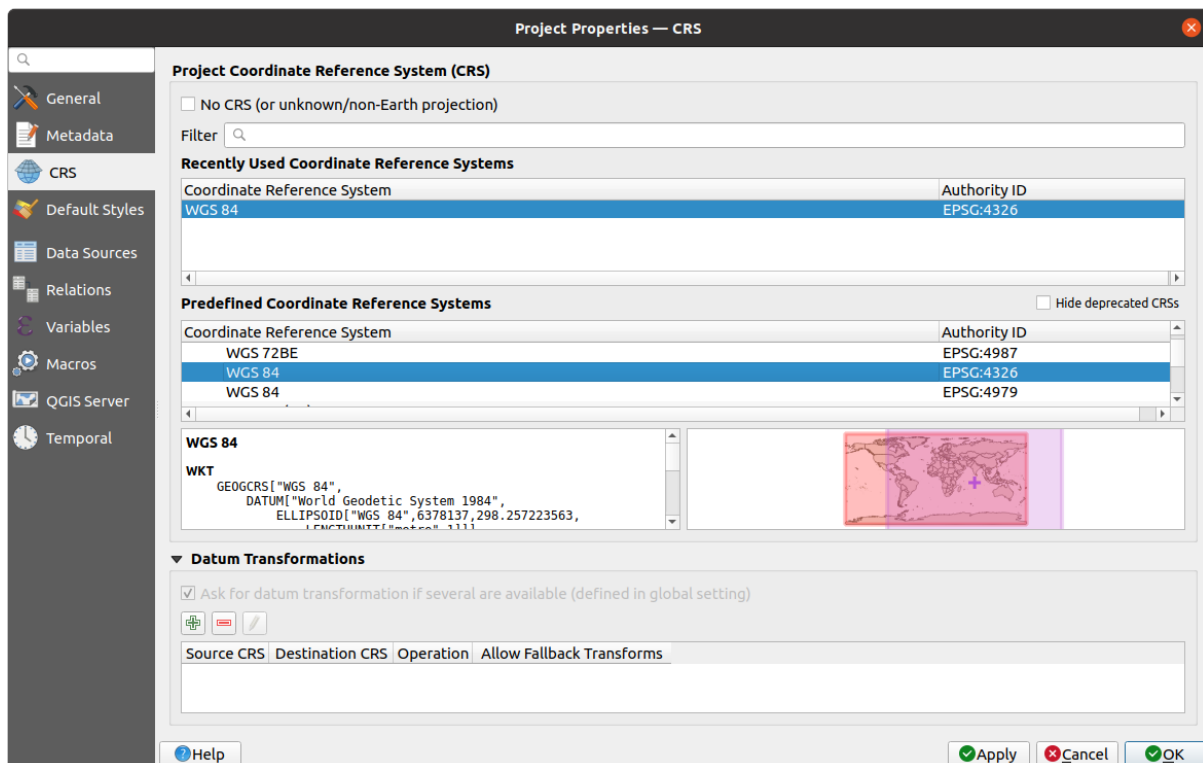 Project Properties — CRS
General
Metadata
CRS
Default Styles
Data Sources
Relations
Variables
Macros
QGIS Server
Temporal
Project Coordinate Reference System (CRS)
No CRS (or unknown/non-Earth projection)
Filter
Recently Used Coordinate Reference Systems
Coordinate Reference System Authority ID
WGS 84 EPSG:4326
Predefined Coordinate Reference Systems Hide deprecated CRSs
Coordinate Reference System Authority ID
WGS 72BE EPSG:4987
WGS 84 EPSG:4326
WGS 84 EPSG:4979
WGS 84
WKT
GEOGCRS["WGS 84",
DATUM["World Geodetic System 1984",
ELLIPSOID["WGS 84",6378137,298.257223563,
LENGTHUNIT["metre",1]]]
Datum Transformations
Ask for datum transformation if several are available (defined in global setting)
Source CRS Destination CRS Operation Allow Fallback Transforms
Help Apply Cancel OK